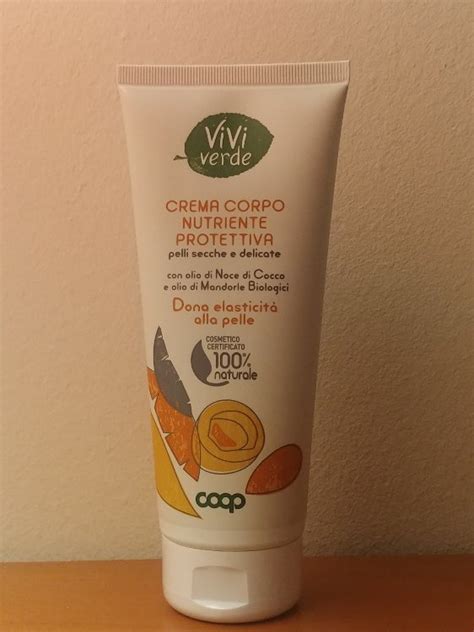 ViVi
verde
CREMA CORPO
NUTRIENTE
PROTETTIVA
pelli secche e delicate
con olio di Noce di Cocco
e olio di Mandorle Biologici
Dona elasticità
alla pelle
COSMETICO
CERTIFICATO
100%
naturale
coop